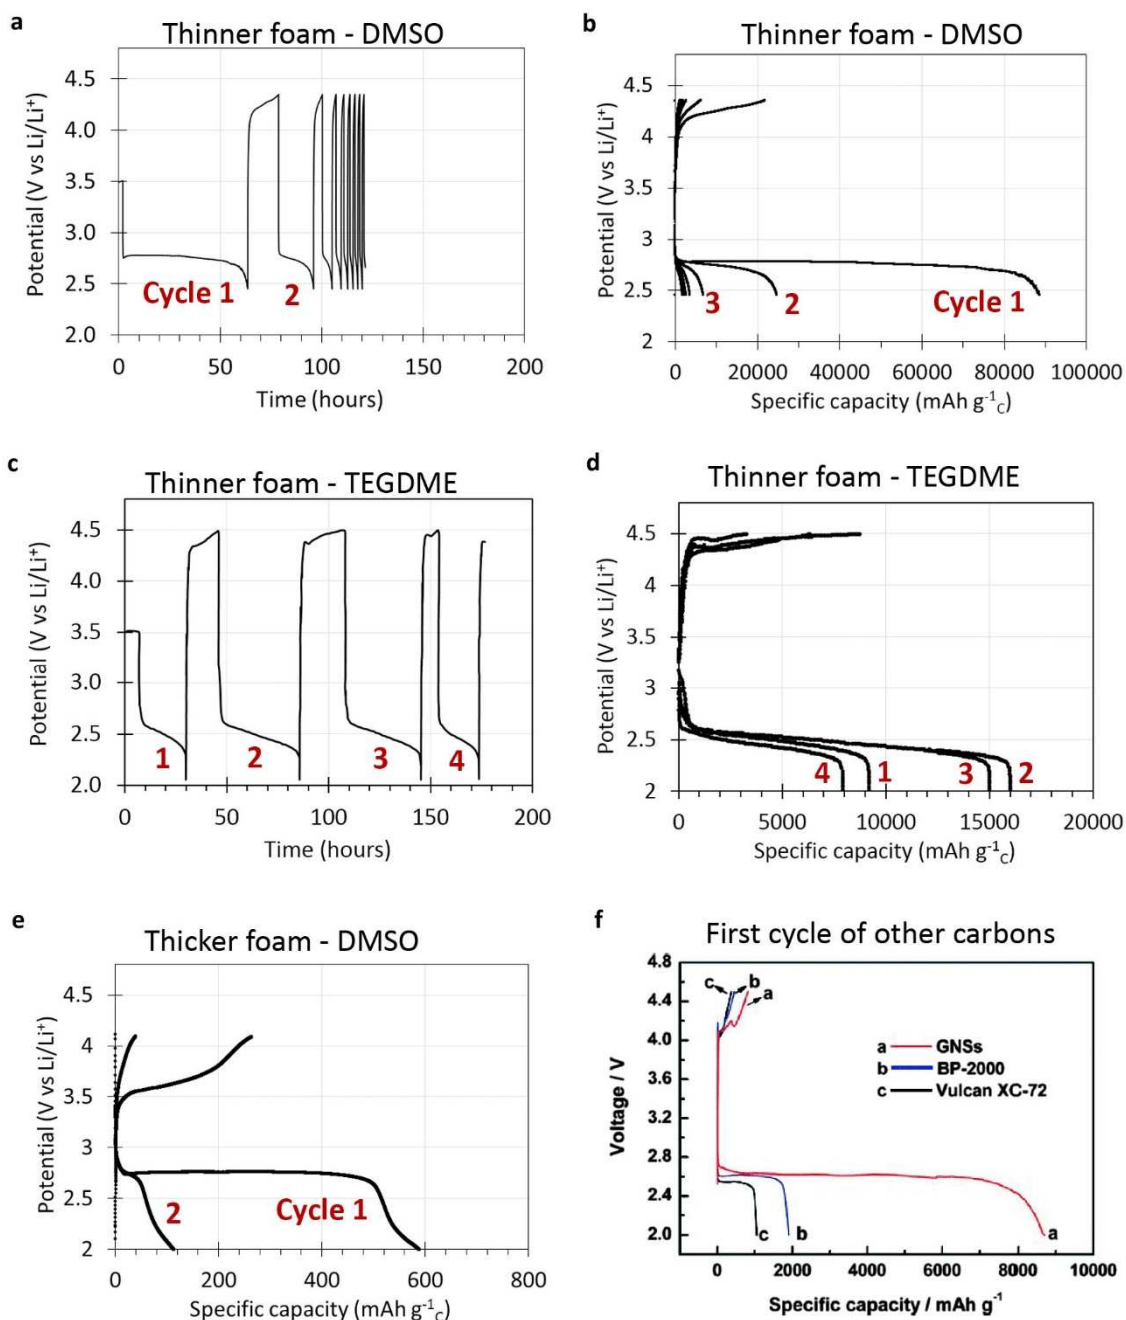 a
Thinner foam - DMSO
Potential (V vs Li/Li⁺)
4.5
4.0
3.5
3.0
2.5
2.0
Cycle 1
2
0
50
100
150
200
Time (hours)
b
Thinner foam - DMSO
Potential (V vs Li/Li⁺)
4.5
4
3.5
3
2.5
2
3
2
Cycle 1
0
20000
40000
60000
80000
100000
Specific capacity (mAh g⁻¹C)
c
Thinner foam - TEGDME
Potential (V vs Li/Li⁺)
4.5
4.0
3.5
3.0
2.5
2.0
1
2
3
4
0
50
100
150
200
Time (hours)
d
Thinner foam - TEGDME
Potential (V vs Li/Li⁺)
4.5
4
3.5
3
2.5
2
4
1
3
2
0
5000
10000
15000
20000
Specific capacity (mAh g⁻¹C)
e
Thicker foam - DMSO
Potential (V vs Li/Li⁺)
4.5
4
3.5
3
2.5
2
2
Cycle 1
0
200
400
600
800
Specific capacity (mAh g⁻¹C)
f
First cycle of other carbons
Voltage / V
4.8
4.4
4.0
3.6
3.2
2.8
2.4
2.0
c
b
a
a GNSs
b BP-2000
c Vulcan XC-72
c
b
a
0
2000
4000
6000
8000
10000
Specific capacity / mAh g⁻¹